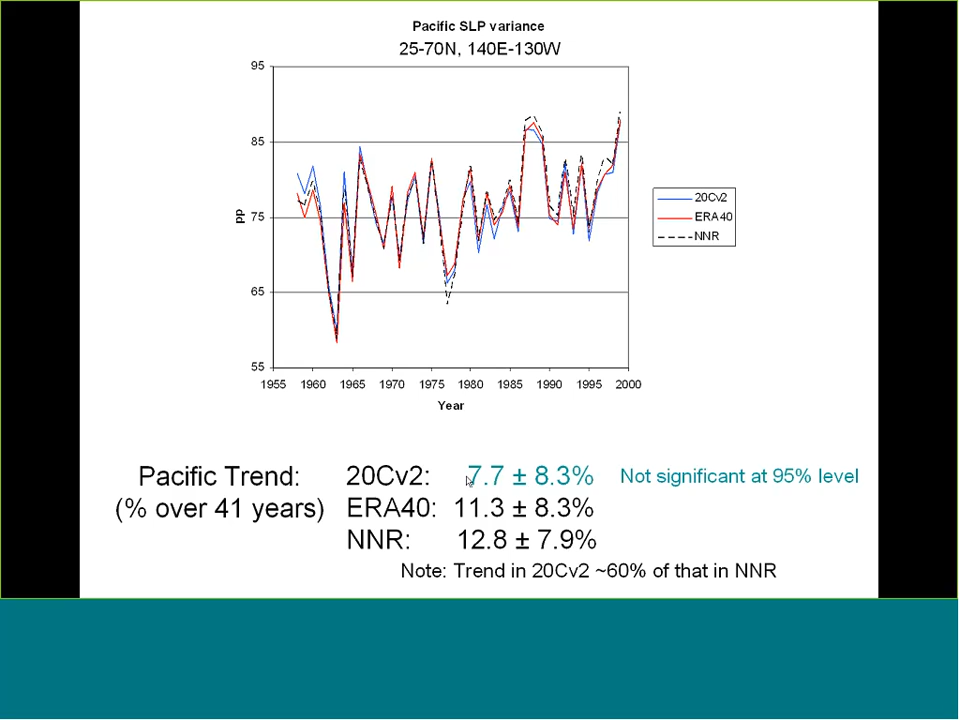 Pacific SLP variance
25-70N, 140E-130W
95
85
75
65
55
pp
1955 1960 1965 1970 1975 1980 1985 1990 1995 2000
Year
20Cv2
ERA40
NNR
Pacific Trend: 20Cv2: 7.7 ± 8.3% Not significant at 95% level
(% over 41 years) ERA40: 11.3 ± 8.3%
NNR: 12.8 ± 7.9%
Note: Trend in 20Cv2 ~60% of that in NNR